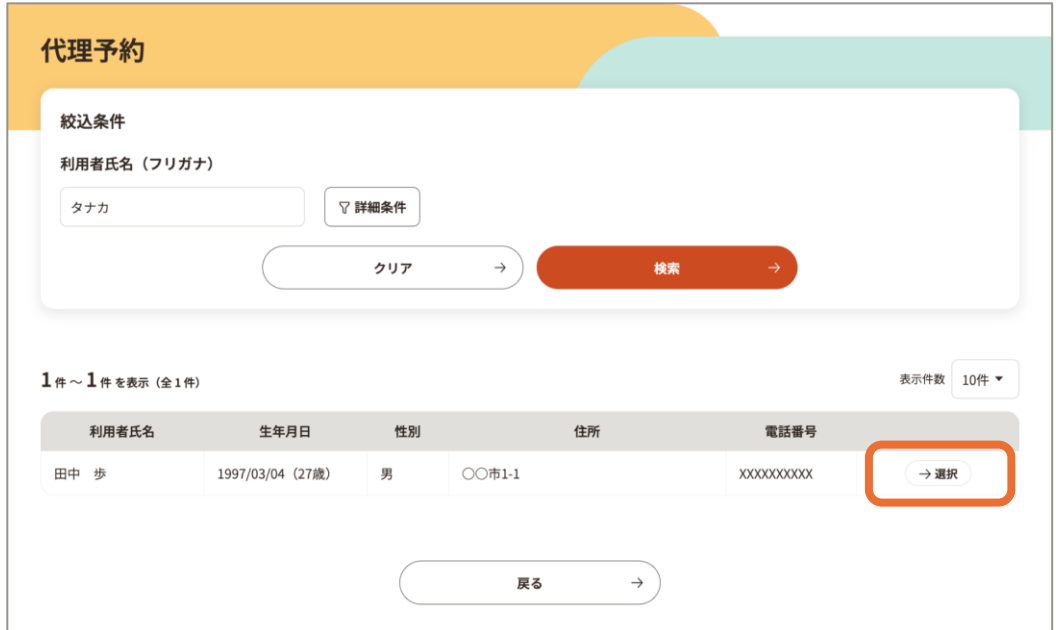 代理予約
絞込条件
利用者氏名（フリガナ）
タナカ 詳細条件
クリア → 検索 →
1件～1件を表示（全1件） 表示件数 10件
利用者氏名 生年月日 性別 住所 電話番号
田中　歩 1997/03/04（27歳） 男 〇〇市1-1 XXXXXXXXXX →選択
戻る →